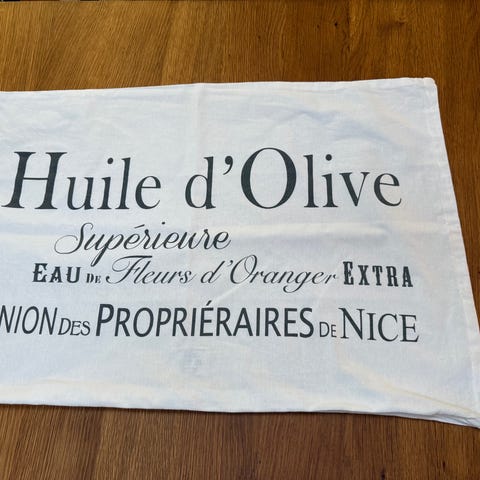 Huile d'Olive
Supérieure
EAU DE Fleurs d'Oranger EXTRA
NION DES PROPRIÉRAIRES DE NICE